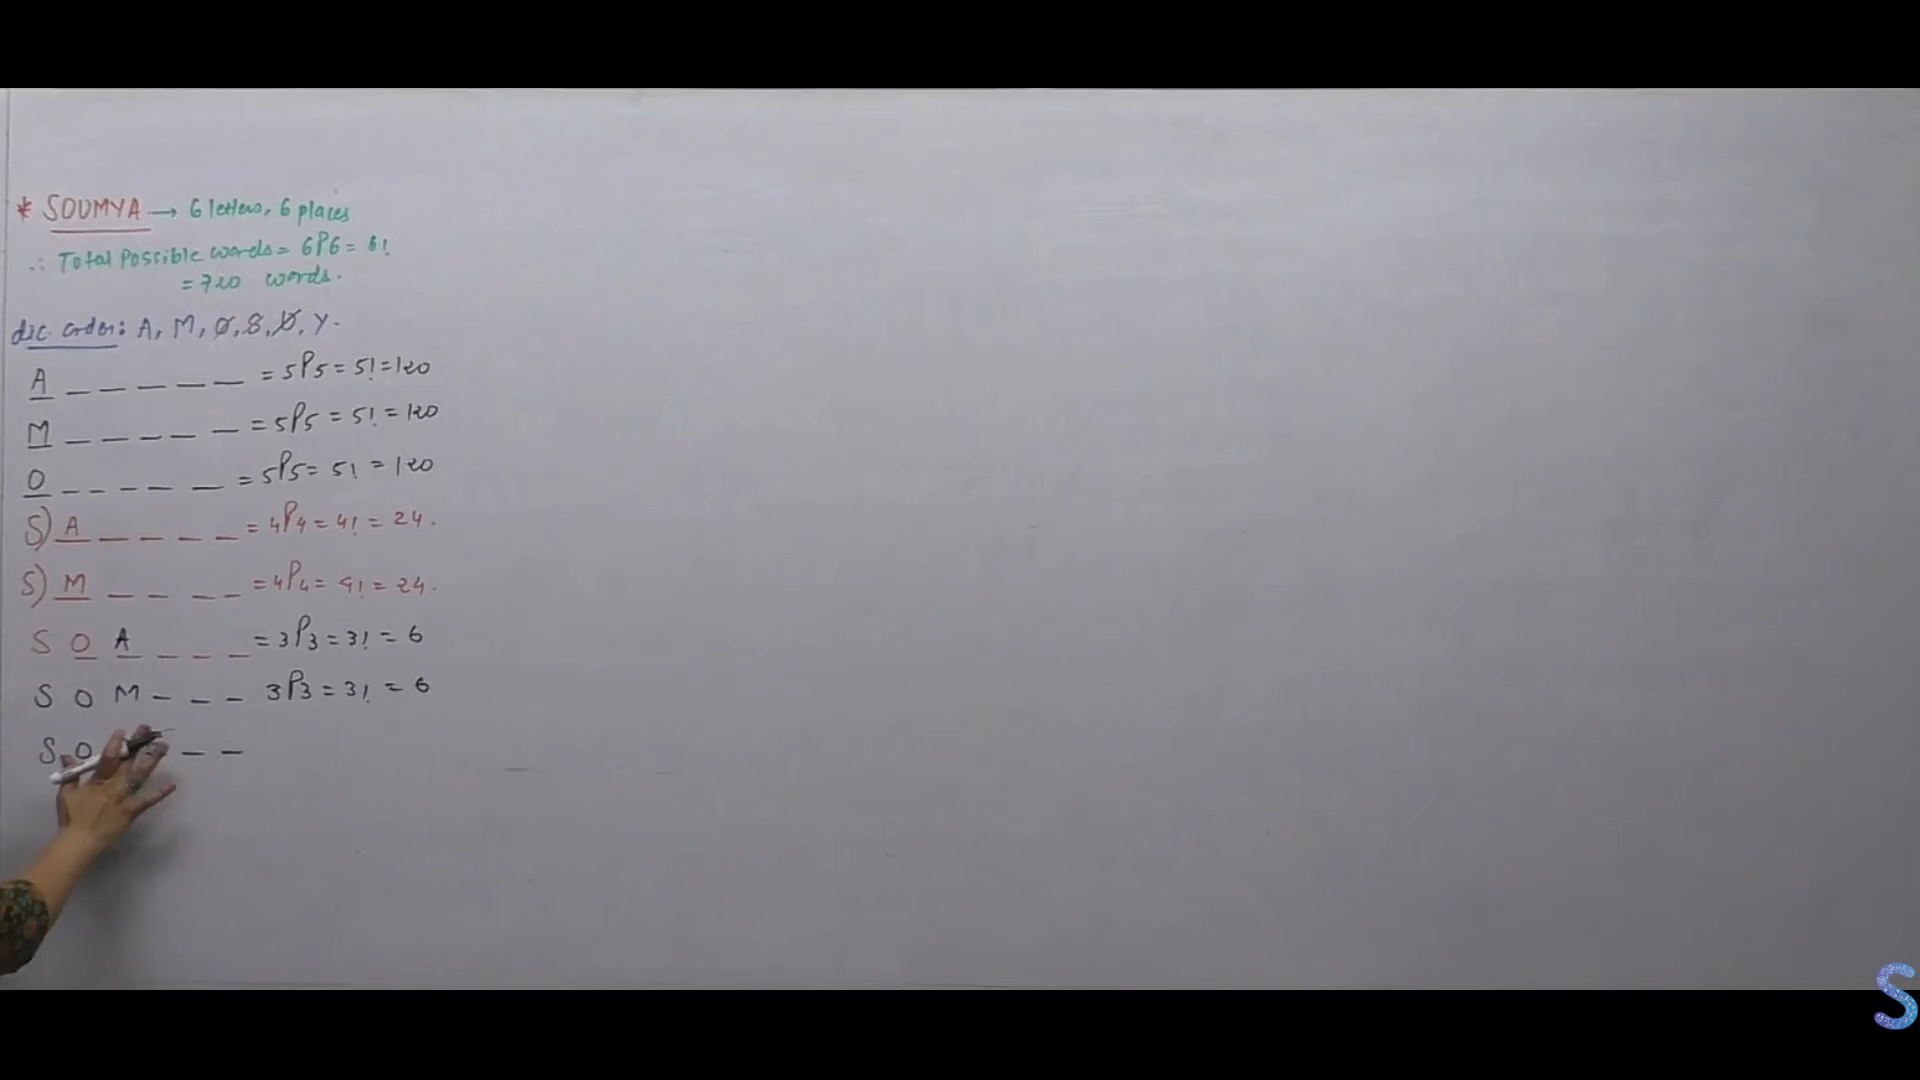 * SOUMYA → 6 letters, 6 places
∴ Total Possible words = 6P6 = 6!
= 720 words.
dic. order: A, M, O, S, U, Y.
A _ _ _ _ _ = 5P5 = 5! = 120
M _ _ _ _ _ = 5P5 = 5! = 120
O _ _ _ _ _ = 5P5 = 5! = 120
S) A _ _ _ _ = 4P4 = 4! = 24.
S) M _ _ _ _ = 4P4 = 4! = 24.
S O A _ _ _ = 3P3 = 3! = 6
S O M _ _ _ 3P3 = 3! = 6
S O _ _
S